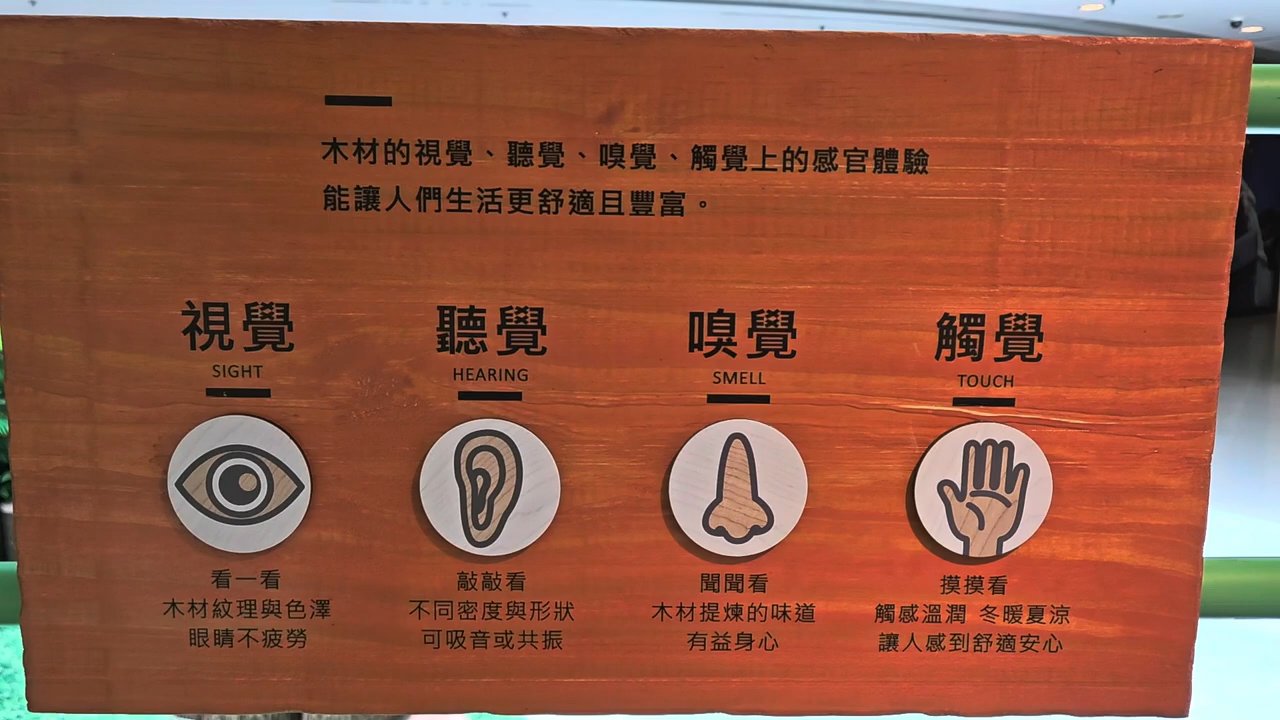 木材的視覺、聽覺、嗅覺、觸覺上的感官體驗
能讓人們生活更舒適且豐富。
視覺
SIGHT
看一看
木材紋理與色澤
眼睛不疲勞
聽覺
HEARING
敲敲看
不同密度與形狀
可吸音或共振
嗅覺
SMELL
聞聞看
木材提煉的味道
有益身心
觸覺
TOUCH
摸摸看
觸感溫潤 冬暖夏涼
讓人感到舒適安心